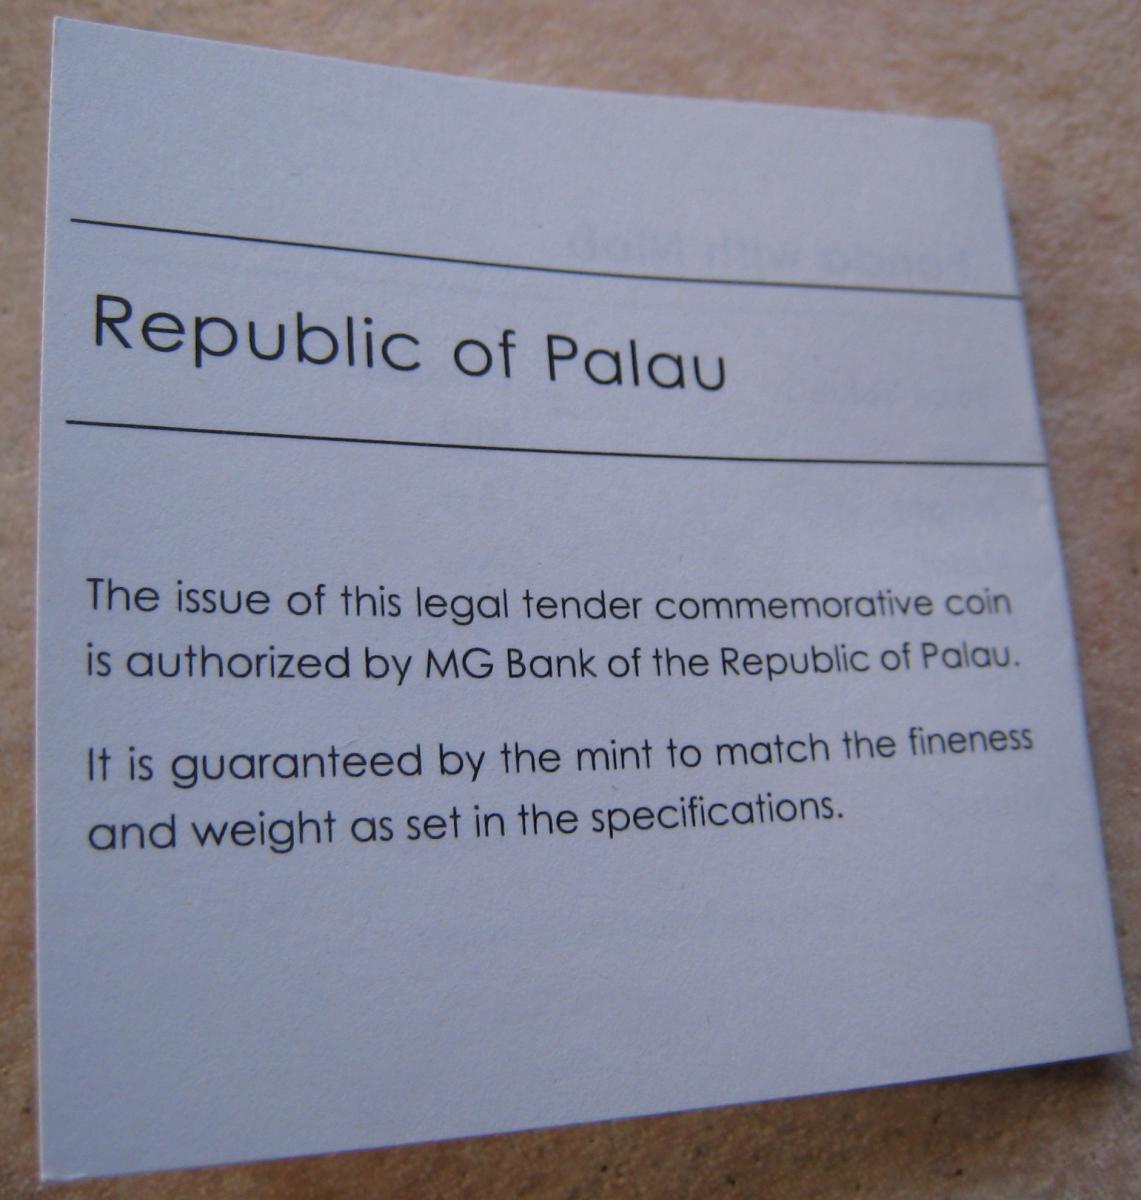 Republic of Palau
The issue of this legal tender commemorative coin
is authorized by MG Bank of the Republic of Palau.
It is guaranteed by the mint to match the fineness
and weight as set in the specifications.